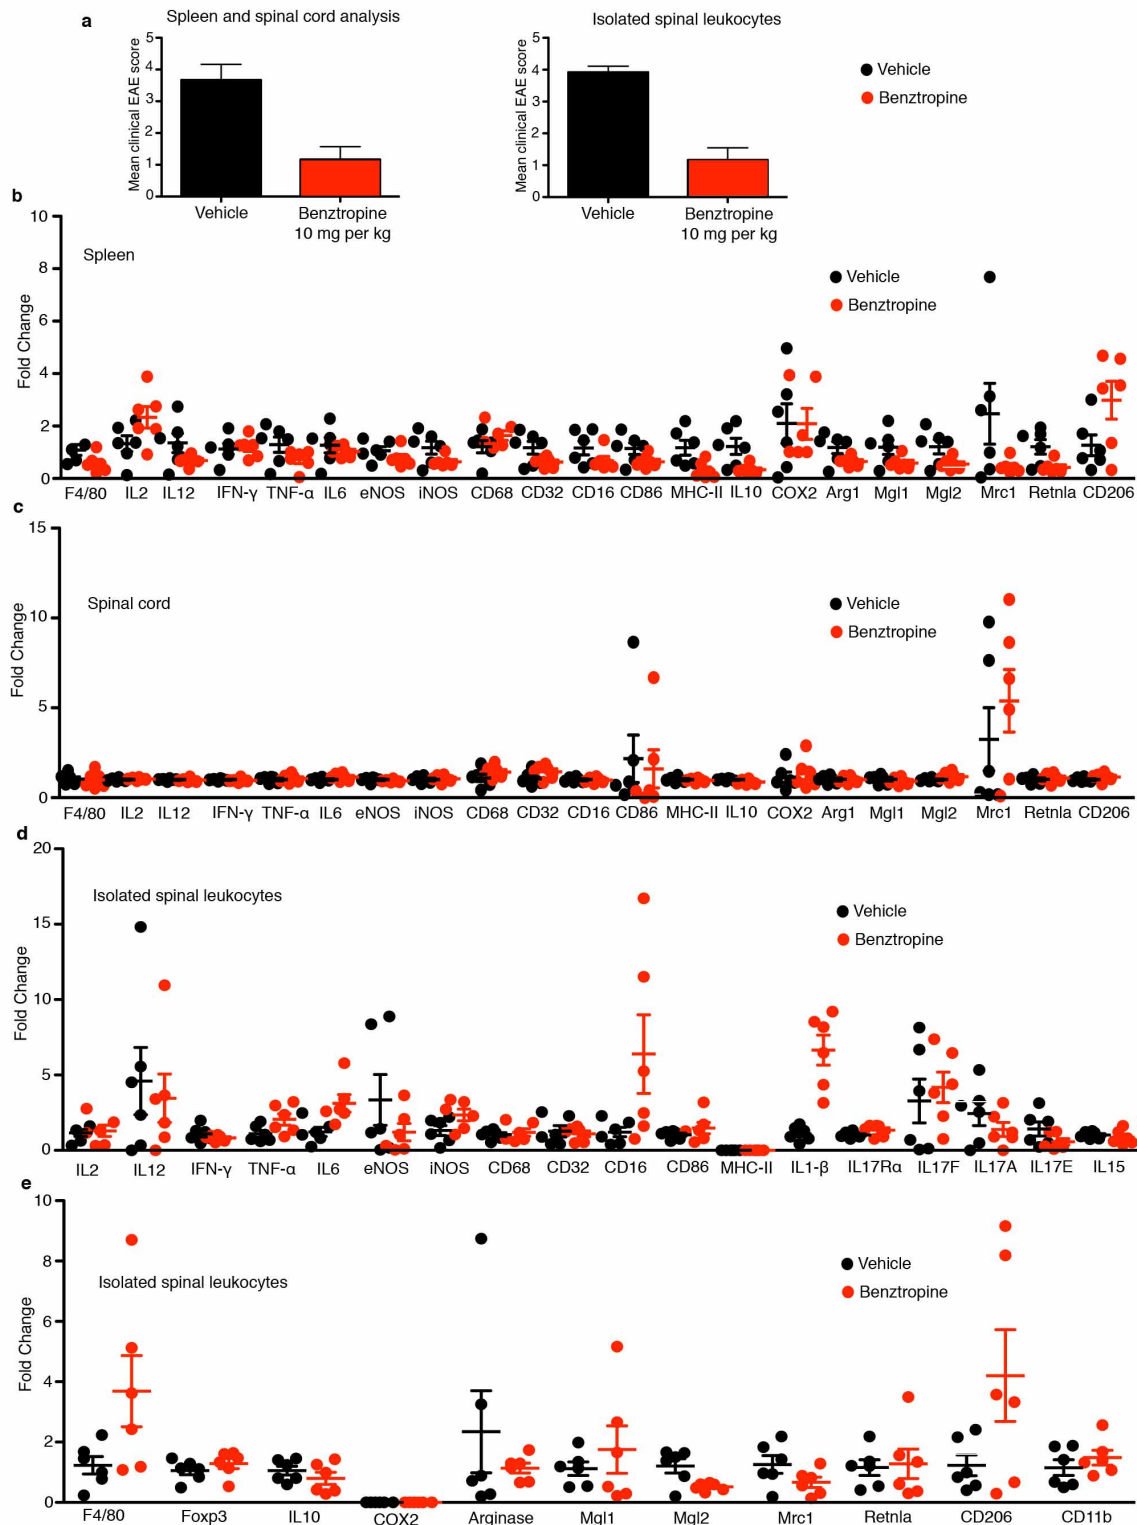 a
Spleen and spinal cord analysis
Isolated spinal leukocytes
Mean clinical EAE score
5
4
3
2
1
0
Vehicle
Benztropine
10 mg per kg
Mean clinical EAE score
5
4
3
2
1
0
Vehicle
Benztropine
10 mg per kg
Vehicle
Benztropine
b
Fold Change
10
8
6
4
2
0
Spleen
Vehicle
Benztropine
F4/80 IL2 IL12 IFN-γ TNF-α IL6 eNOS iNOS CD68 CD32 CD16 CD86 MHC-II IL10 COX2 Arg1 Mgl1 Mgl2 Mrc1 Retnla CD206
c
Fold Change
15
10
5
0
Spinal cord
Vehicle
Benztropine
F4/80 IL2 IL12 IFN-γ TNF-α IL6 eNOS iNOS CD68 CD32 CD16 CD86 MHC-II IL10 COX2 Arg1 Mgl1 Mgl2 Mrc1 Retnla CD206
d
Fold Change
20
15
10
5
0
Isolated spinal leukocytes
Vehicle
Benztropine
IL2 IL12 IFN-γ TNF-α IL6 eNOS iNOS CD68 CD32 CD16 CD86 MHC-II IL1-β IL17Rα IL17F IL17A IL17E IL15
e
Fold Change
10
8
6
4
2
0
Isolated spinal leukocytes
Vehicle
Benztropine
F4/80 Foxp3 IL10 COX2 Arginase Mgl1 Mgl2 Mrc1 Retnla CD206 CD11b